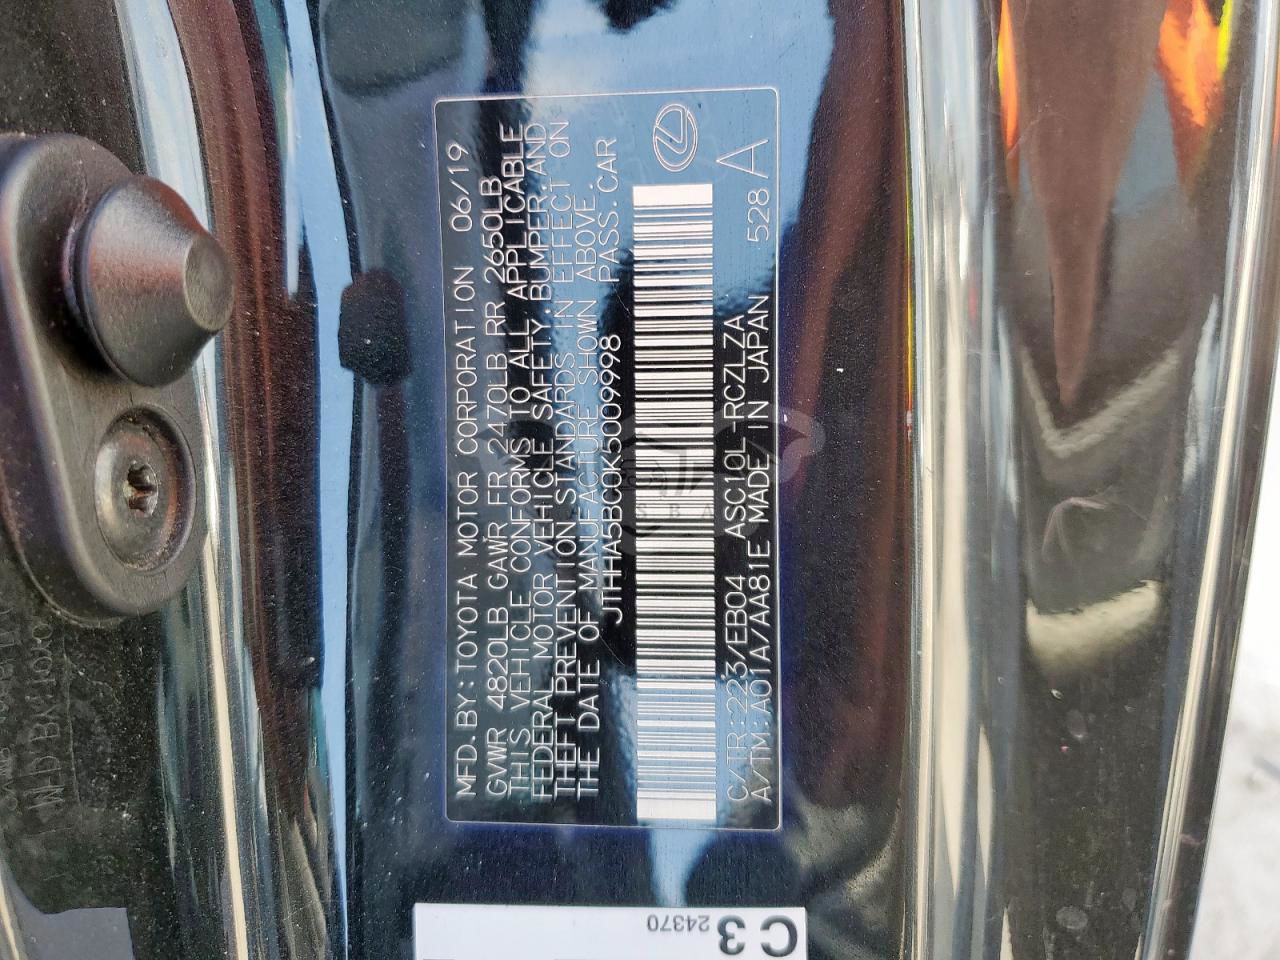 MFD.BY:TOYOTA MOTOR CORPORATION 06/19
GVWR 4820LB GAWR FR 2470LB RR 2650LB
THIS VEHICLE CONFORMS TO ALL APPLICABLE
FEDERAL MOTOR VEHICLE SAFETY,BUMPER,AND
THEFT PREVENTION STANDARDS IN EFFECT ON
THE DATE OF MANUFACTURE SHOWN ABOVE.
JTHHA5BC0K5009998 PASS.CAR
C/TR:223/EB04 ASC10L-RCZLZA
A/TM:A01A/AA81E MADE IN JAPAN 528 A
C3
24370